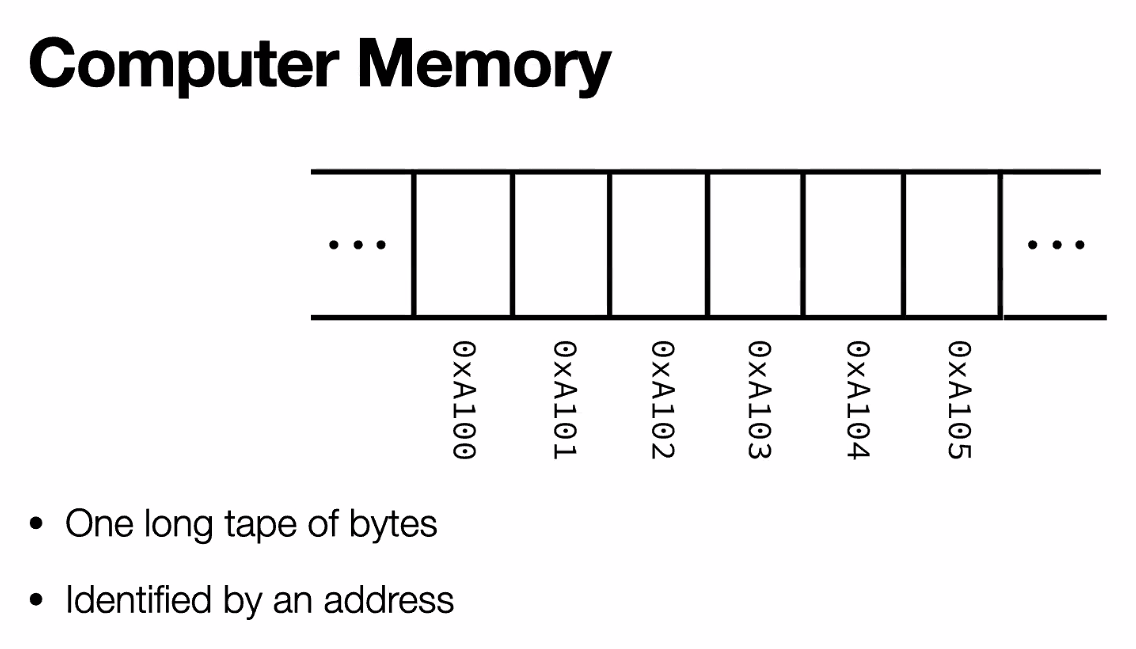 Computer Memory
... ...
0xA100
0xA101
0xA102
0xA103
0xA104
0xA105
• One long tape of bytes
• Identified by an address